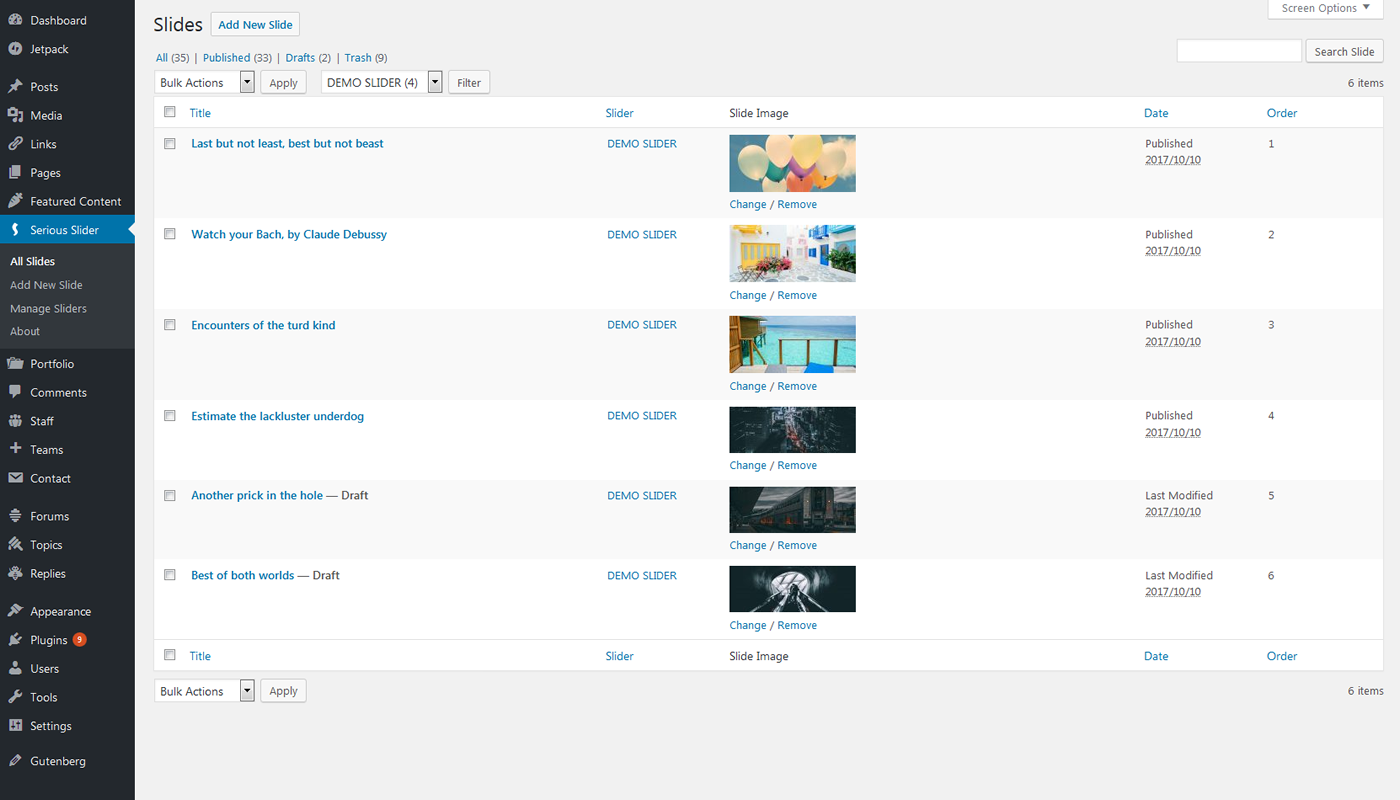 Dashboard
Jetpack
Posts
Media
Links
Pages
Featured Content
Serious Slider
All Slides
Add New Slide
Manage Sliders
About
Portfolio
Comments
Staff
Teams
Contact
Forums
Topics
Replies
Appearance
Plugins 9
Users
Tools
Settings
Gutenberg
Screen Options
Slides Add New Slide
All (35) | Published (33) | Drafts (2) | Trash (9)
Search Slide
Bulk Actions Apply DEMO SLIDER (4) Filter 6 items
Title Slider Slide Image Date Order
Last but not least, best but not beast DEMO SLIDER Published 1
2017/10/10
Change / Remove
Watch your Bach, by Claude Debussy DEMO SLIDER Published 2
2017/10/10
Change / Remove
Encounters of the turd kind DEMO SLIDER Published 3
2017/10/10
Change / Remove
Estimate the lackluster underdog DEMO SLIDER Published 4
2017/10/10
Change / Remove
Another prick in the hole — Draft DEMO SLIDER Last Modified 5
2017/10/10
Change / Remove
Best of both worlds — Draft DEMO SLIDER Last Modified 6
2017/10/10
Change / Remove
Title Slider Slide Image Date Order
Bulk Actions Apply 6 items